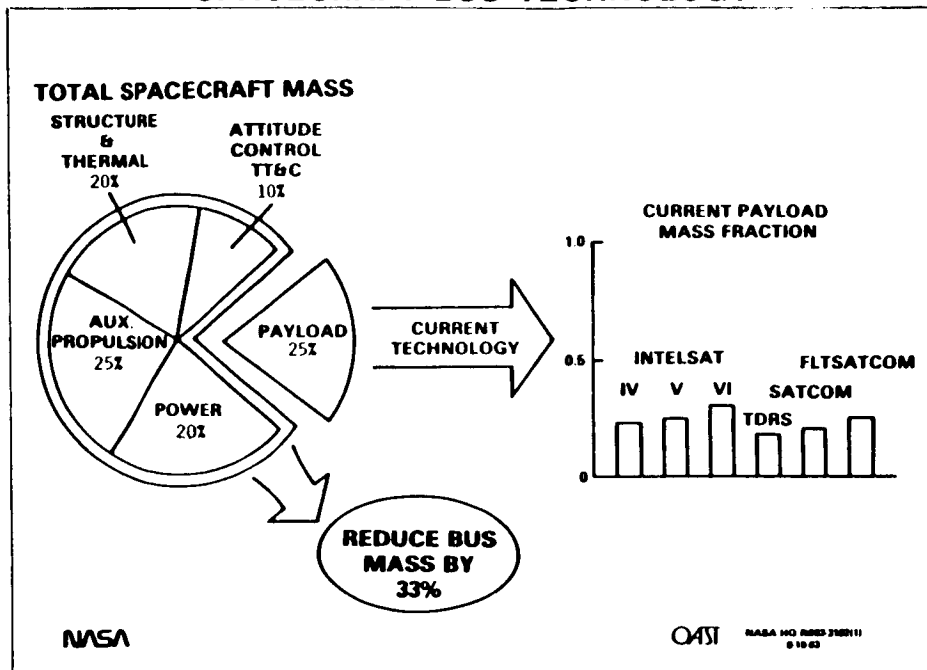 TOTAL SPACECRAFT MASS
STRUCTURE
&
THERMAL
20%
ATTITUDE
CONTROL
TT&C
10%
AUX.
PROPULSION
25%
POWER
20%
PAYLOAD
25%
CURRENT
TECHNOLOGY
REDUCE BUS
MASS BY
33%
CURRENT PAYLOAD
MASS FRACTION
1.0
0.5
0
INTELSAT
IV V VI
TDRS
SATCOM
FLTSATCOM
NASA
OAST
NASA HQ